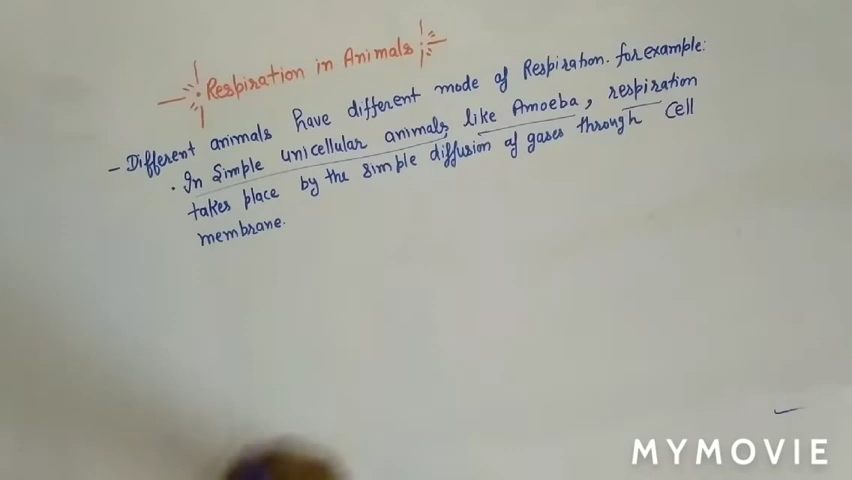 Respiration in Animals
- Different animals have different mode of Respiration. for example:
• In Simple unicellular animals like Amoeba, respiration
takes place by the simple diffusion of gases through Cell
membrane.
MYMOVIE